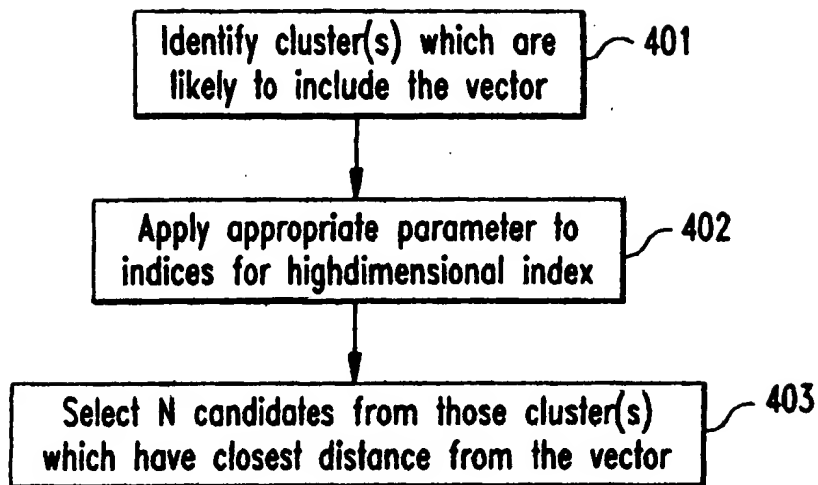 Identify cluster(s) which are
likely to include the vector
401
Apply appropriate parameter to
indices for highdimensional index
402
Select N candidates from those cluster(s)
which have closest distance from the vector
403